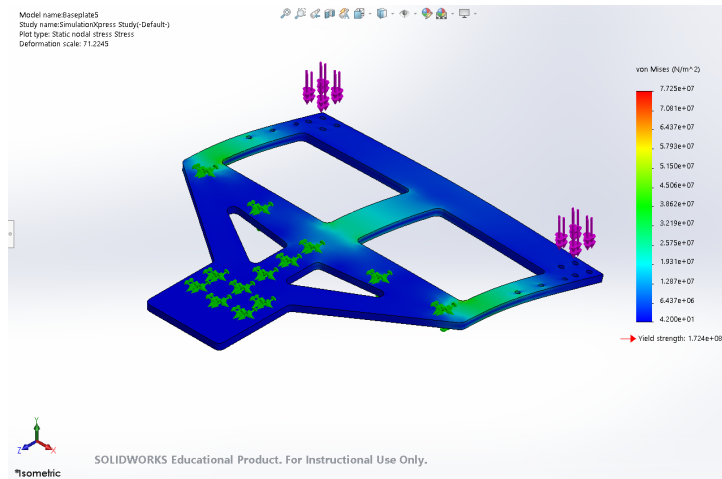 Model name:Baseplate5
Study name:SimulationXpress Study(-Default-)
Plot type: Static nodal stress Stress
Deformation scale: 71.2245
von Mises (N/m^2)
7.725e+07
7.081e+07
6.437e+07
5.793e+07
5.150e+07
4.506e+07
3.862e+07
3.219e+07
2.575e+07
1.931e+07
1.287e+07
6.437e+06
4.200e+01
Yield strength: 1.724e+08
Y
Z
X
SOLIDWORKS Educational Product. For Instructional Use Only.
*Isometric